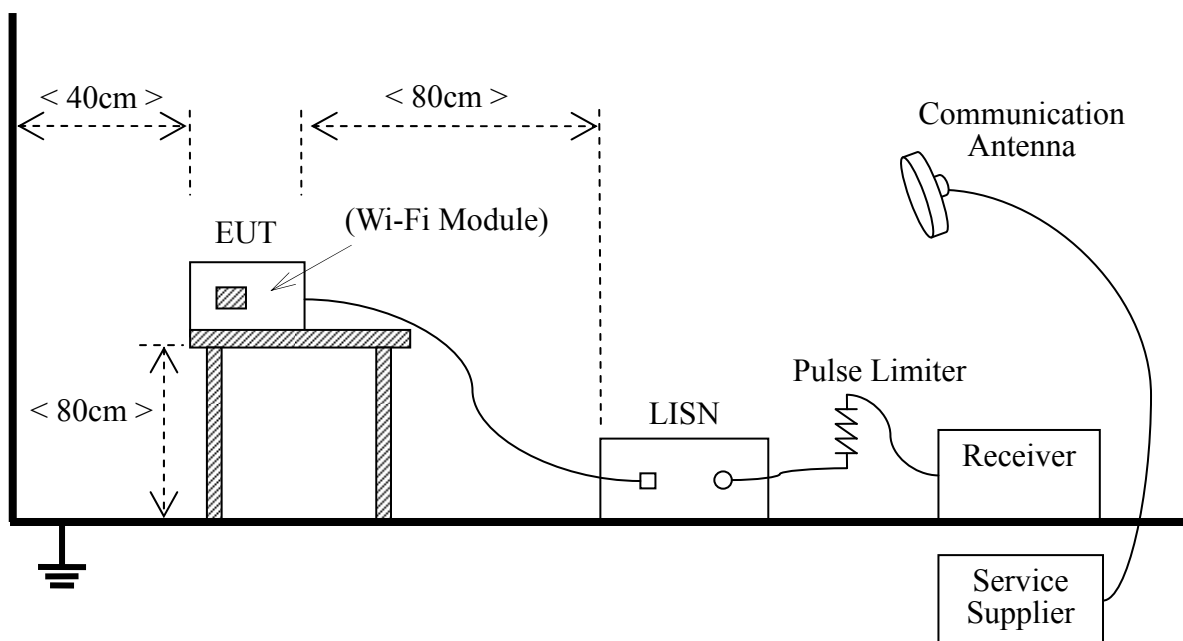 < 40cm >
< 80cm >
Communication
Antenna
(Wi-Fi Module)
EUT
Pulse Limiter
< 80cm >
LISN
Receiver
Service
Supplier